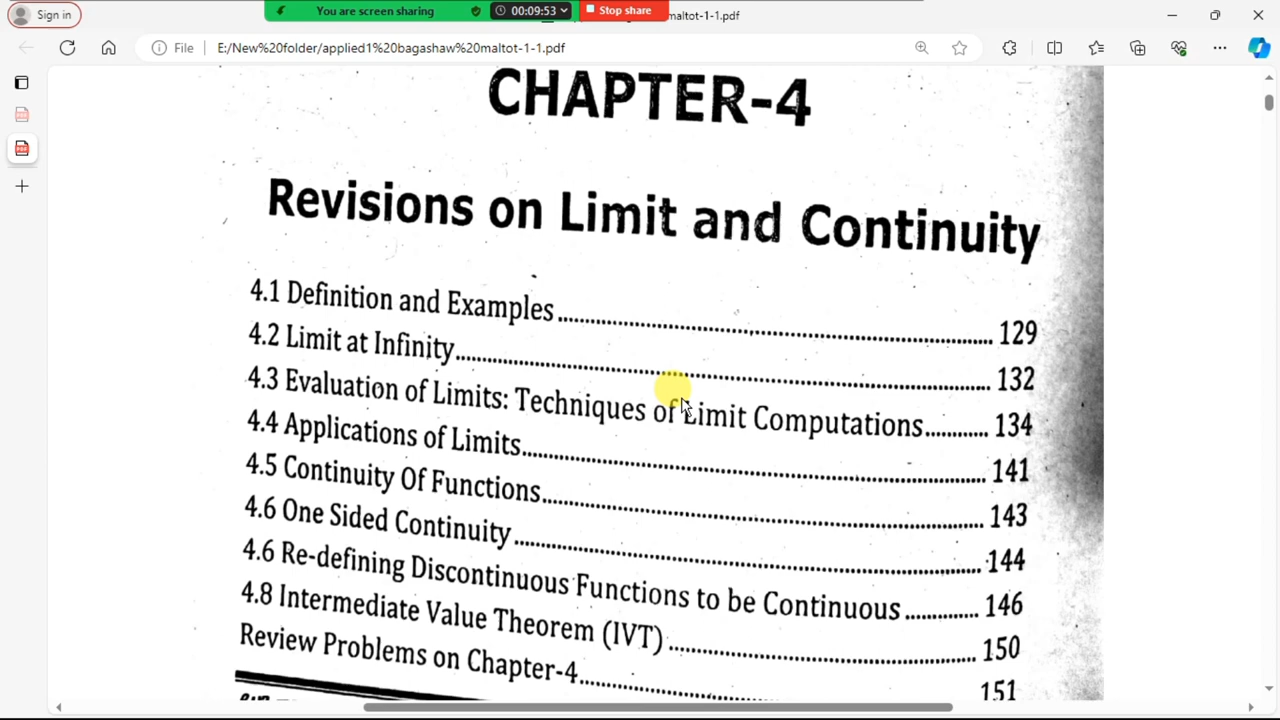 Sign in
You are screen sharing
00:09:53
Stop share
maltot-1-1.pdf
File
E:/New%20folder/applied1%20bagashaw%20maltot-1-1.pdf
CHAPTER-4
Revisions on Limit and Continuity
4.1 Definition and Examples.......... 129
4.2 Limit at Infinity.......... 132
4.3 Evaluation of Limits: Techniques of Limit Computations.......... 134
4.4 Applications of Limits.......... 141
4.5 Continuity Of Functions.......... 143
4.6 One Sided Continuity.......... 144
4.6 Re-defining Discontinuous Functions to be Continuous.......... 146
4.8 Intermediate Value Theorem (IVT).......... 150
Review Problems on Chapter-4.......... 151